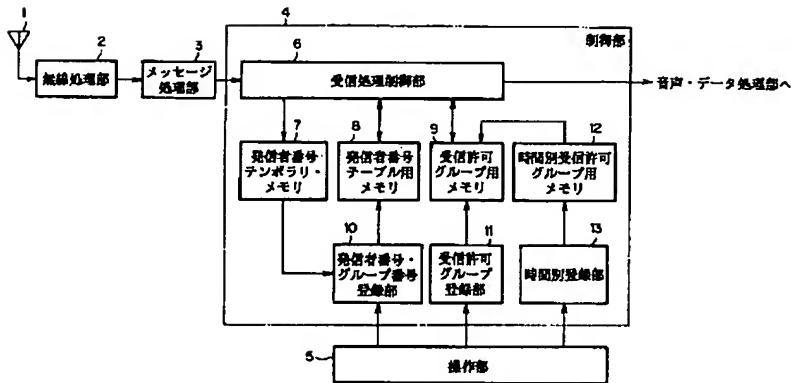 1
2
無線処理部
3
メッセージ
処理部
4
制御部
6
受信処理制御部
音声・データ処理部へ
7
発信者番号
テンポラリ・
メモリ
8
発信者番号
テーブル用
メモリ
9
受信許可
グループ用
メモリ
12
時間別受信許可
グループ用
メモリ
10
発信者番号・
グループ番号
登録部
11
受信許可
グループ
登録部
13
時間別登録部
5
操作部